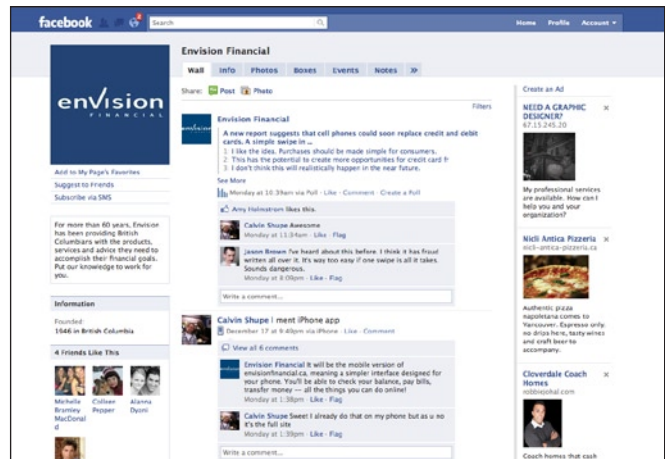 facebook
2
Search
Home Profile Account
envision
FINANCIAL
Add to My Page's Favorites
Suggest to Friends
Subscribe via SMS
For more than 60 years, Envision
has been providing British
Columbians with the products,
services and advice they need to
accomplish their financial goals.
Put our knowledge to work for
you.
Information
Founded:
1946 in British Columbia
4 Friends Like This
Michelle
Bramley
MacDonal
d
Colleen
Pepper
Alanna
Dyoni
Envision Financial
Wall Info Photos Boxes Events Notes »
Share: Post Photo
Filters
Envision Financial
A new report suggests that cell phones could soon replace credit and debit
cards. A simple swipe in ...
1. I like the idea. Purchases should be made simple for consumers.
2. This has the potential to create more opportunities for credit card fr
3. I don't think this will realistically happen in the near future.
See More
Monday at 10:39am via Poll · Like · Comment · Create a Poll
Amy Halmstrom likes this.
Calvin Shupe Awesome
Monday at 11:34am · Like · Flag
Jason Brown I've heard about this before. I think it has fraud
written all over it. It's way too easy if one swipe is all it takes.
Sounds dangerous.
Monday at 8:09pm · Like · Flag
Write a comment...
Calvin Shupe I ment iPhone app
December 17 at 9:49pm via iPhone · Like · Comment
View all 6 comments
Envision Financial It will be the mobile version of
envisionfinancial.ca, meaning a simpler interface designed for
your phone. You'll be able to check your balance, pay bills,
transfer money — all the things you can do online!
Monday at 1:38pm · Like · Flag
Calvin Shupe Sweet I already do that on my phone but as u no
it's the full site
Monday at 1:39pm · Like · Flag
Write a comment...
Create an Ad
NEED A GRAPHIC
DESIGNER?
67.15.245.20
My professional services
are available. How can I
help you and your
organization?
Nicli Antica Pizzeria
nicli-antica-pizzeria.ca
Authentic pizza
napoletana comes to
Vancouver. Espresso only,
no drips here, tasty wines
and craft beer to
accompany.
Cloverdale Coach
Homes
robbiejohal.com
Coach homes that cash